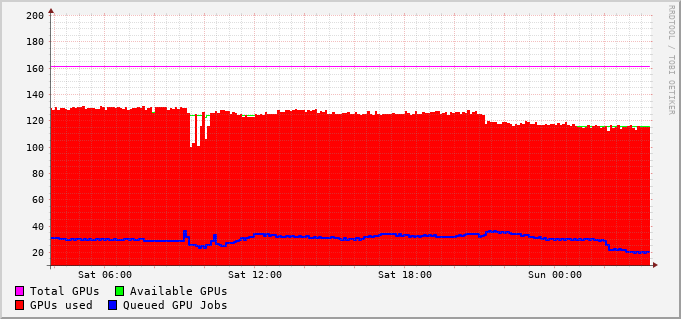 200
180
160
140
120
100
80
60
40
20
Sat 06:00 Sat 12:00 Sat 18:00 Sun 00:00
Total GPUs Available GPUs
GPUs used Queued GPU Jobs
RRDTOOL / TOBI OETIKER